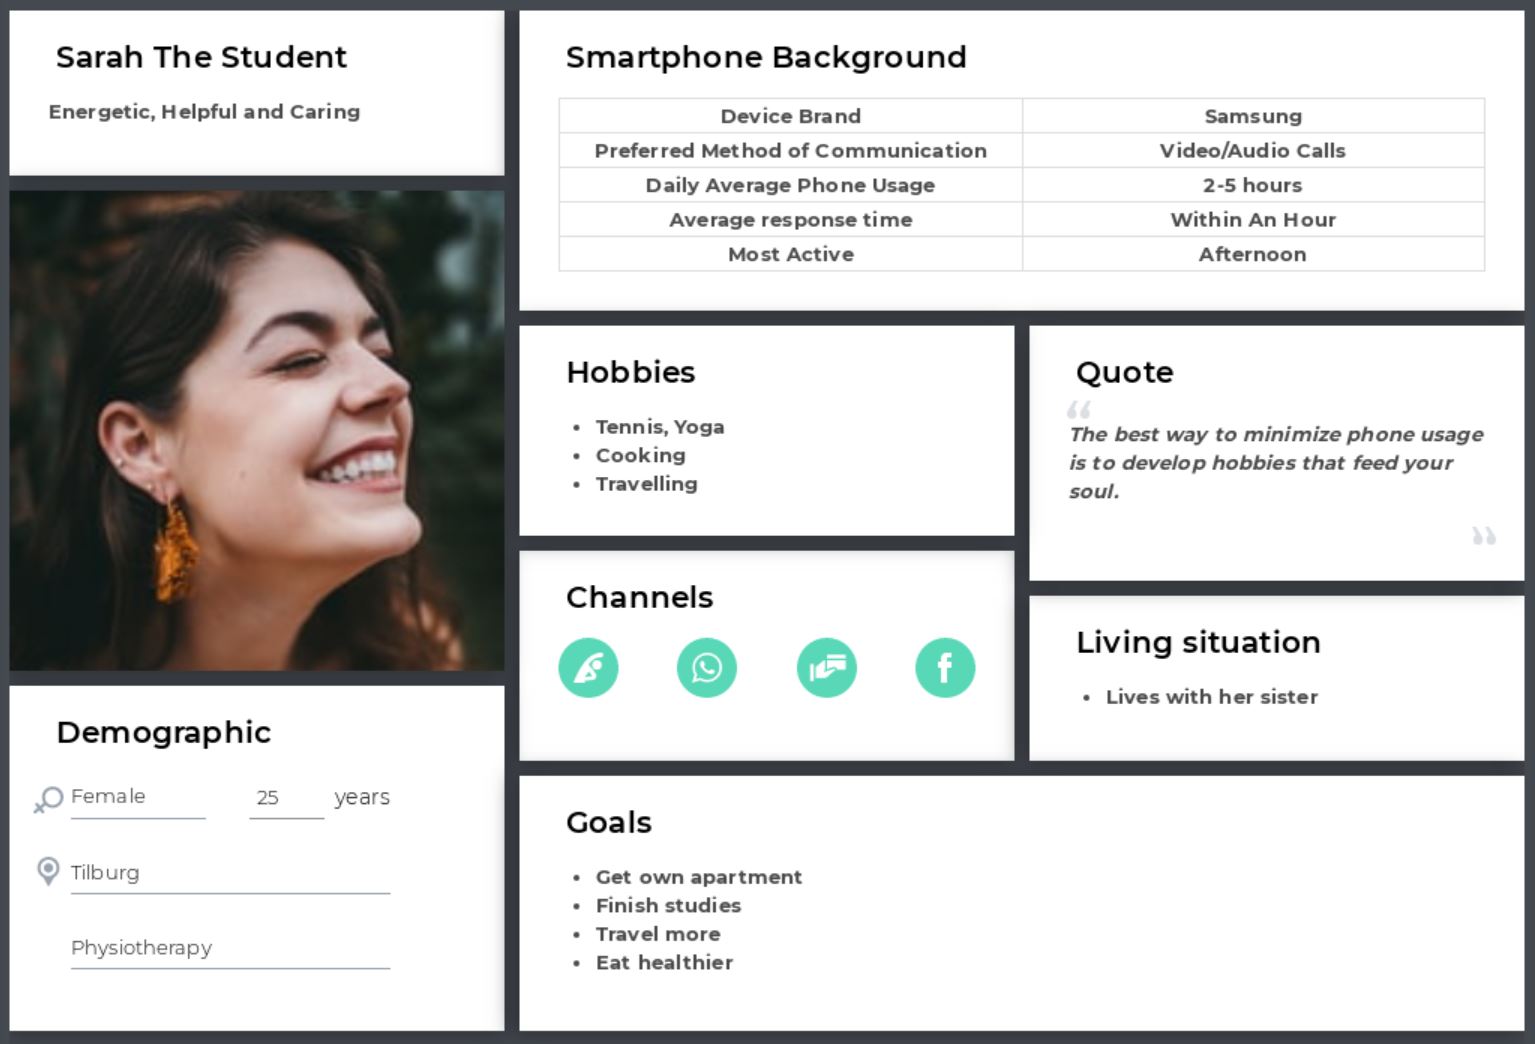 Sarah The Student
Energetic, Helpful and Caring
Smartphone Background
Device Brand Samsung
Preferred Method of Communication Video/Audio Calls
Daily Average Phone Usage 2-5 hours
Average response time Within An Hour
Most Active Afternoon
Hobbies
• Tennis, Yoga
• Cooking
• Travelling
Quote
“
The best way to minimize phone usage
is to develop hobbies that feed your
soul.
”
Channels
f
Living situation
• Lives with her sister
Demographic
Female 25 years
Tilburg
Physiotherapy
Goals
• Get own apartment
• Finish studies
• Travel more
• Eat healthier